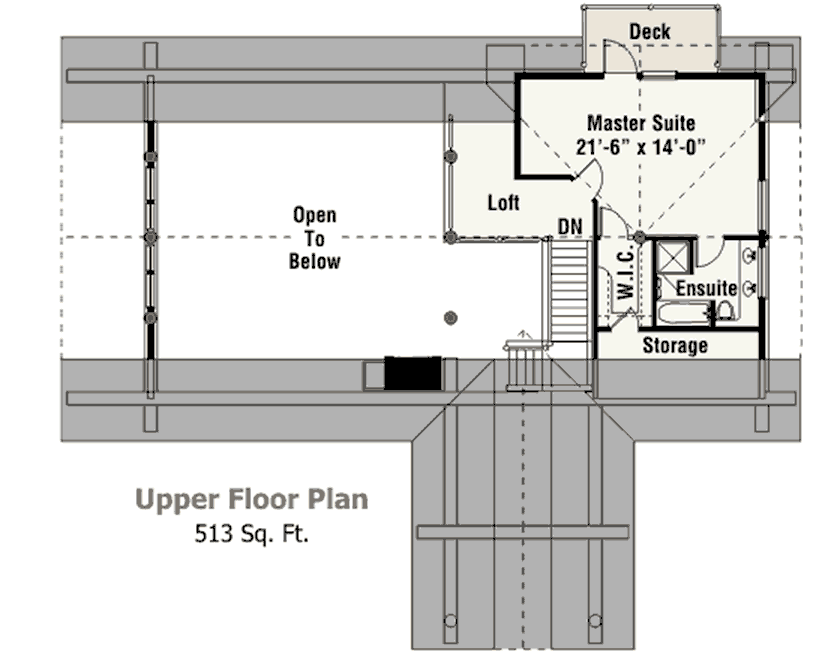 Deck
Master Suite
21'-6" x 14'-0"
Loft
DN
Open
To
Below
W.I.C.
Ensuite
Storage
Upper Floor Plan
513 Sq. Ft.